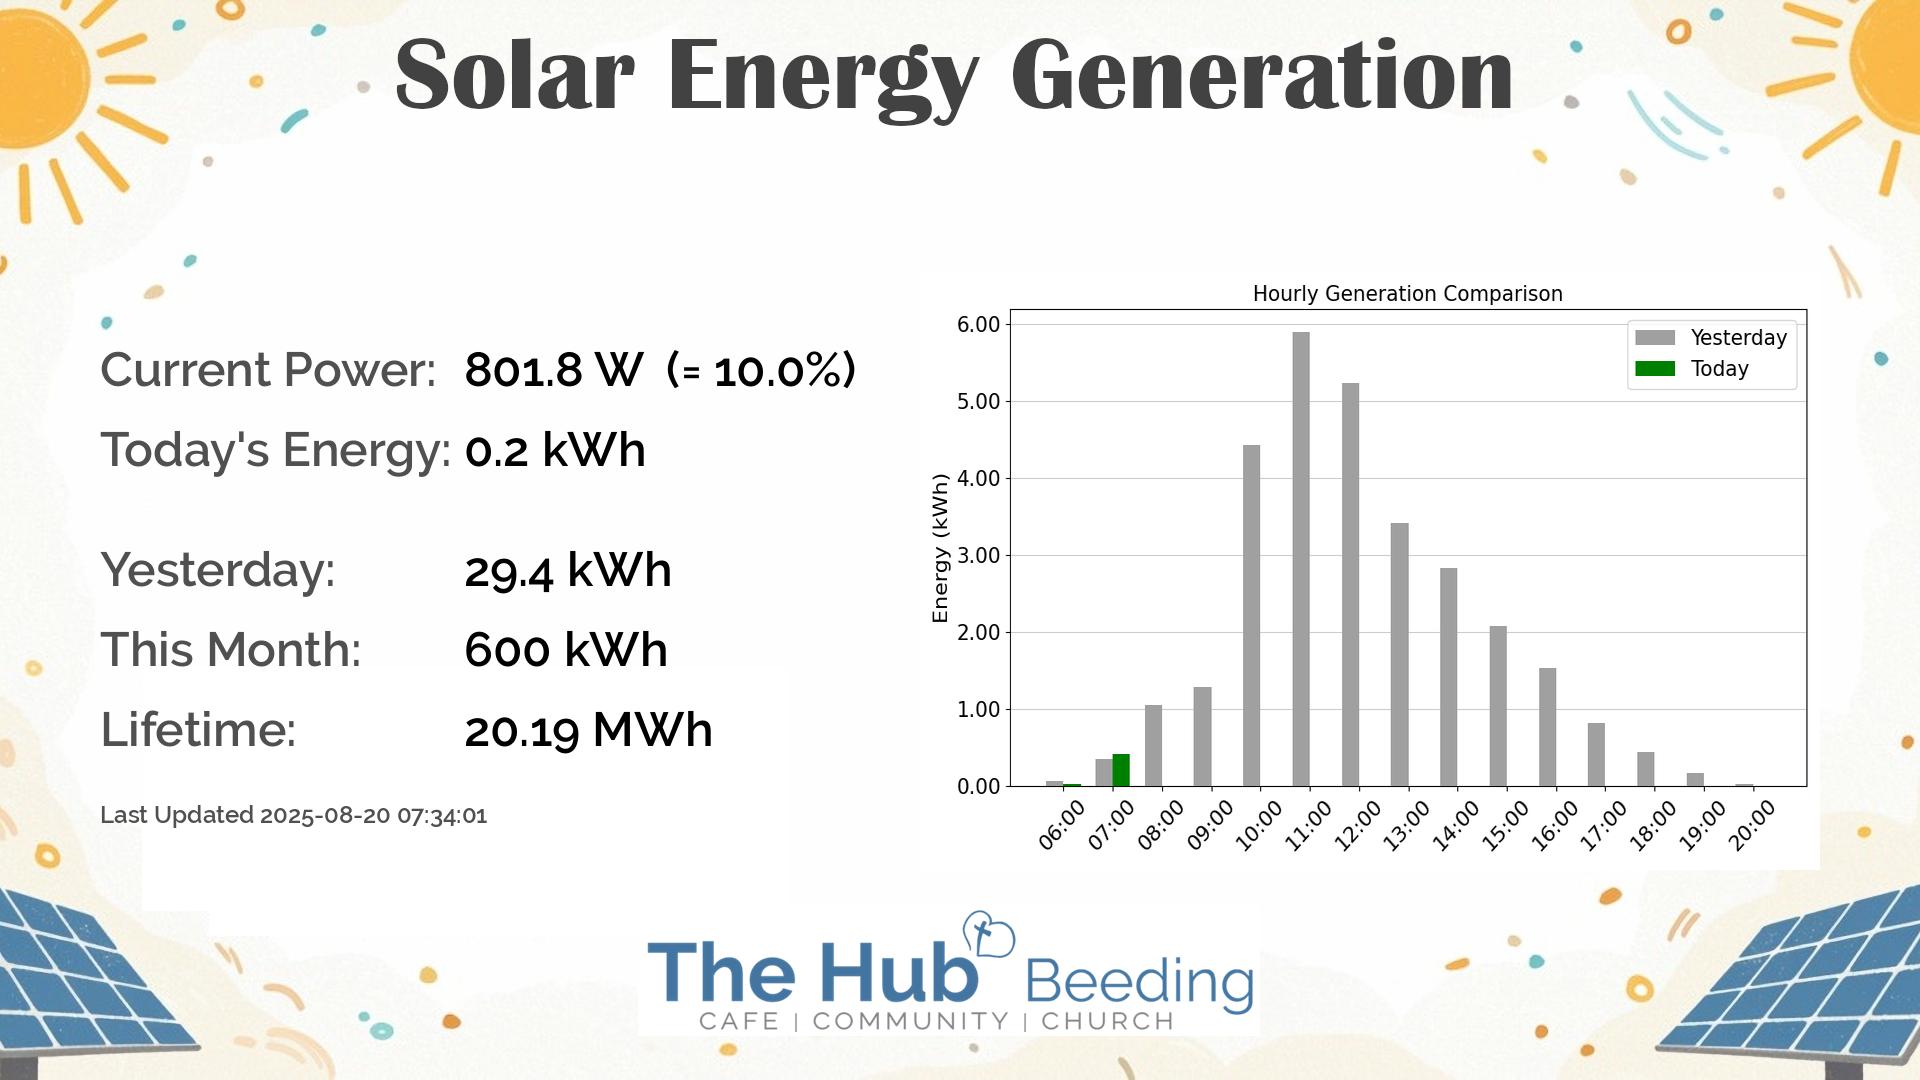 Solar Energy Generation
Current Power: 801.8 W (= 10.0%)
Today's Energy: 0.2 kWh
Yesterday: 29.4 kWh
This Month: 600 kWh
Lifetime: 20.19 MWh
Last Updated 2025-08-20 07:34:01
Hourly Generation Comparison
Yesterday
Today
Energy (kWh)
6.00
5.00
4.00
3.00
2.00
1.00
0.00
06:00 07:00 08:00 09:00 10:00 11:00 12:00 13:00 14:00 15:00 16:00 17:00 18:00 19:00 20:00
The Hub Beeding
CAFE | COMMUNITY | CHURCH